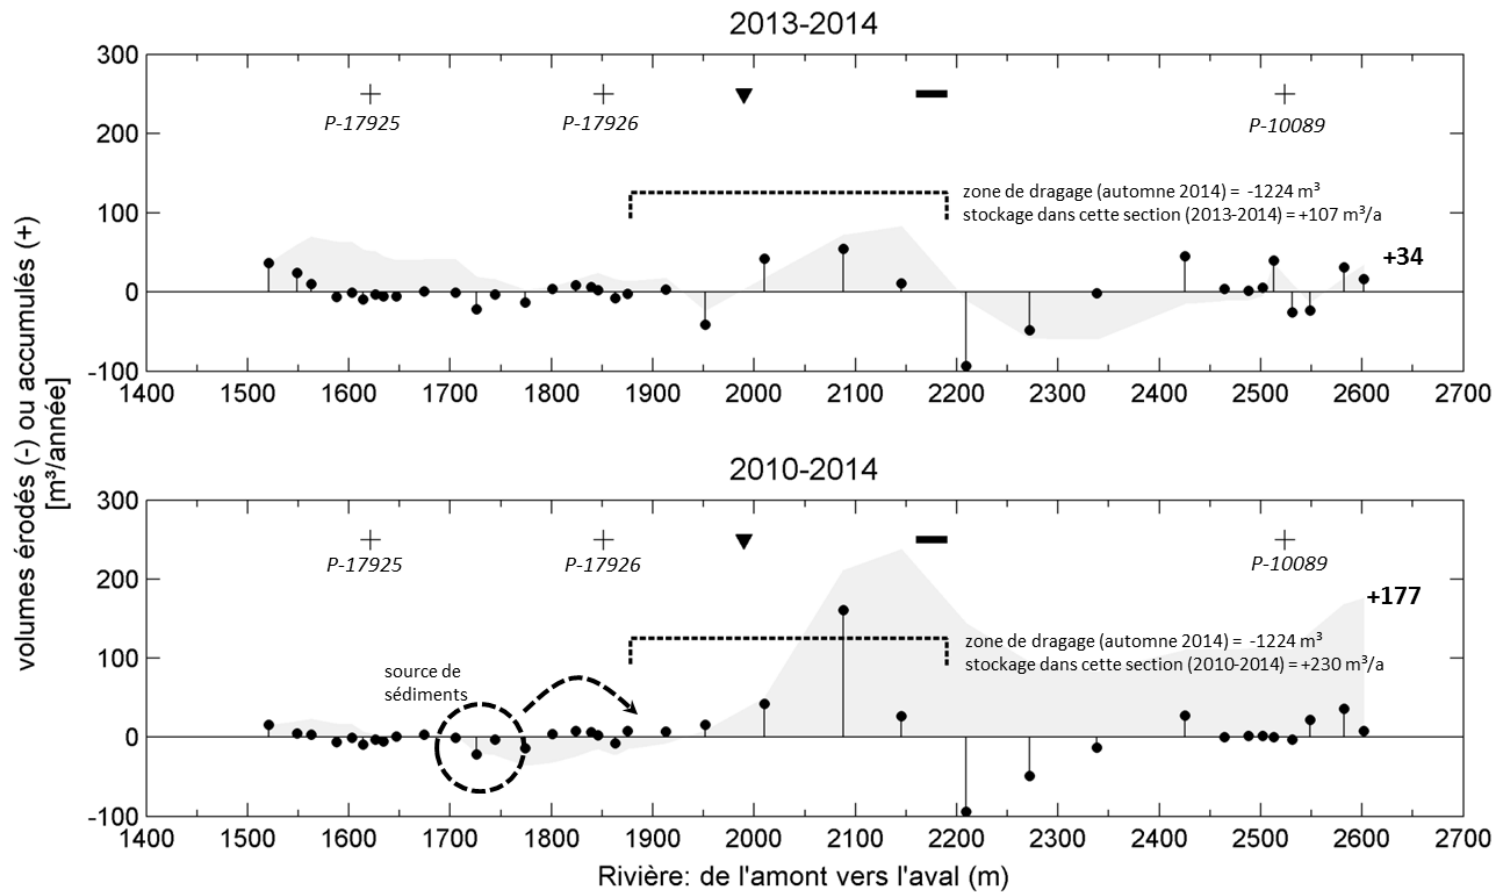 2013-2014
300
200
100
0
-100
P-17925
P-17926
P-10089
zone de dragage (automne 2014) = -1224 m³
stockage dans cette section (2013-2014) = +107 m³/a
+34
1400 1500 1600 1700 1800 1900 2000 2100 2200 2300 2400 2500 2600 2700
volumes érodés (-) ou accumulés (+)
[m³/année]
2010-2014
300
200
100
0
-100
P-17925
P-17926
P-10089
+177
zone de dragage (automne 2014) = -1224 m³
stockage dans cette section (2010-2014) = +230 m³/a
source de
sédiments
1400 1500 1600 1700 1800 1900 2000 2100 2200 2300 2400 2500 2600 2700
Rivière: de l'amont vers l'aval (m)